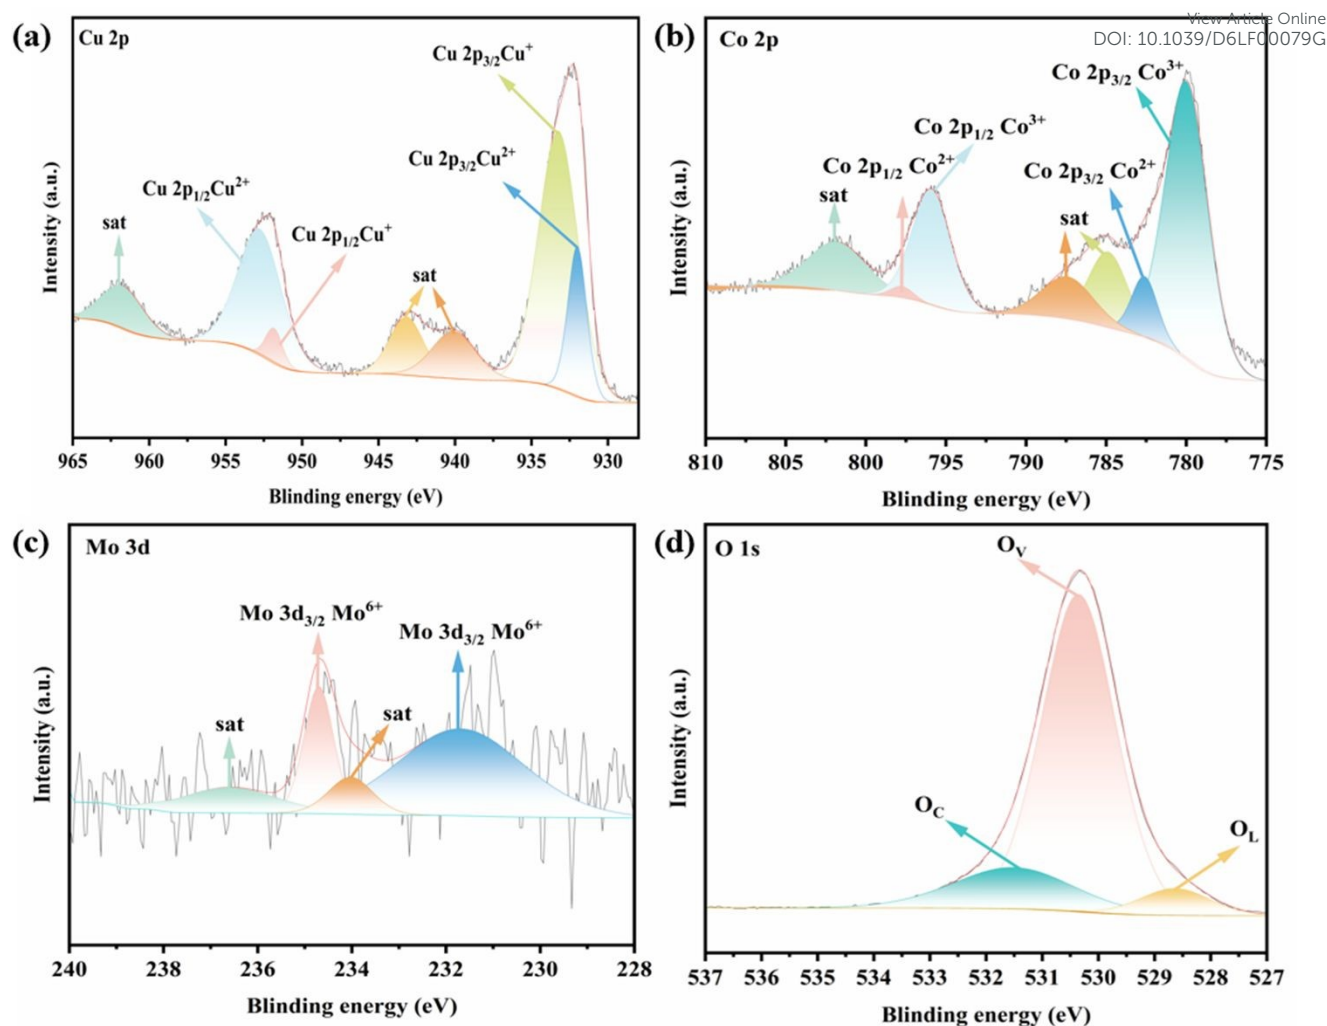 View Article Online
DOI: 10.1039/D6LF00079G
(a)
Cu 2p
Cu 2p3/2Cu+
Cu 2p3/2Cu2+
Cu 2p1/2Cu2+
Cu 2p1/2Cu+
sat
sat
Intensity (a.u.)
965 960 955 950 945 940 935 930
Blinding energy (eV)
(b)
Co 2p
Co 2p3/2 Co3+
Co 2p1/2 Co3+
Co 2p1/2 Co2+
Co 2p3/2 Co2+
sat
sat
Intensity (a.u.)
810 805 800 795 790 785 780 775
Blinding energy (eV)
(c)
Mo 3d
Mo 3d3/2 Mo6+
Mo 3d3/2 Mo6+
sat
sat
Intensity (a.u.)
240 238 236 234 232 230 228
Blinding energy (eV)
(d)
O 1s
OV
OC
OL
Intensity (a.u.)
537 536 535 534 533 532 531 530 529 528 527
Blinding energy (eV)